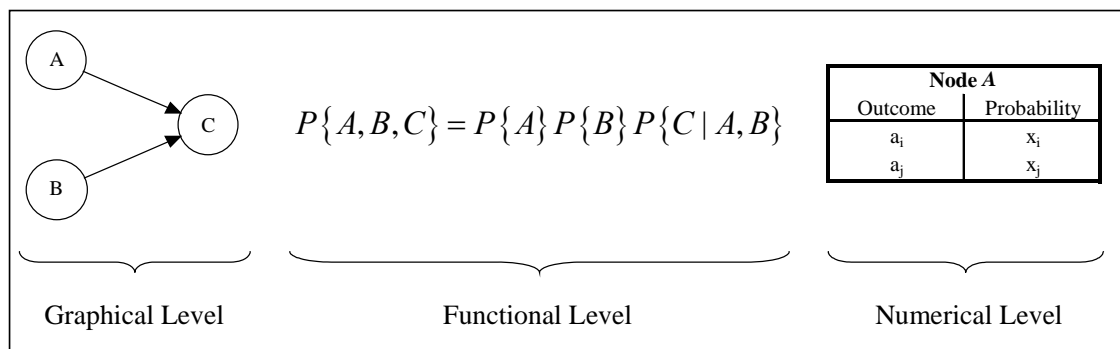 A
B
C
P{A, B, C} = P{A} P{B} P{C | A, B}
Node A
Outcome Probability
a_i x_i
a_j x_j
Graphical Level Functional Level Numerical Level